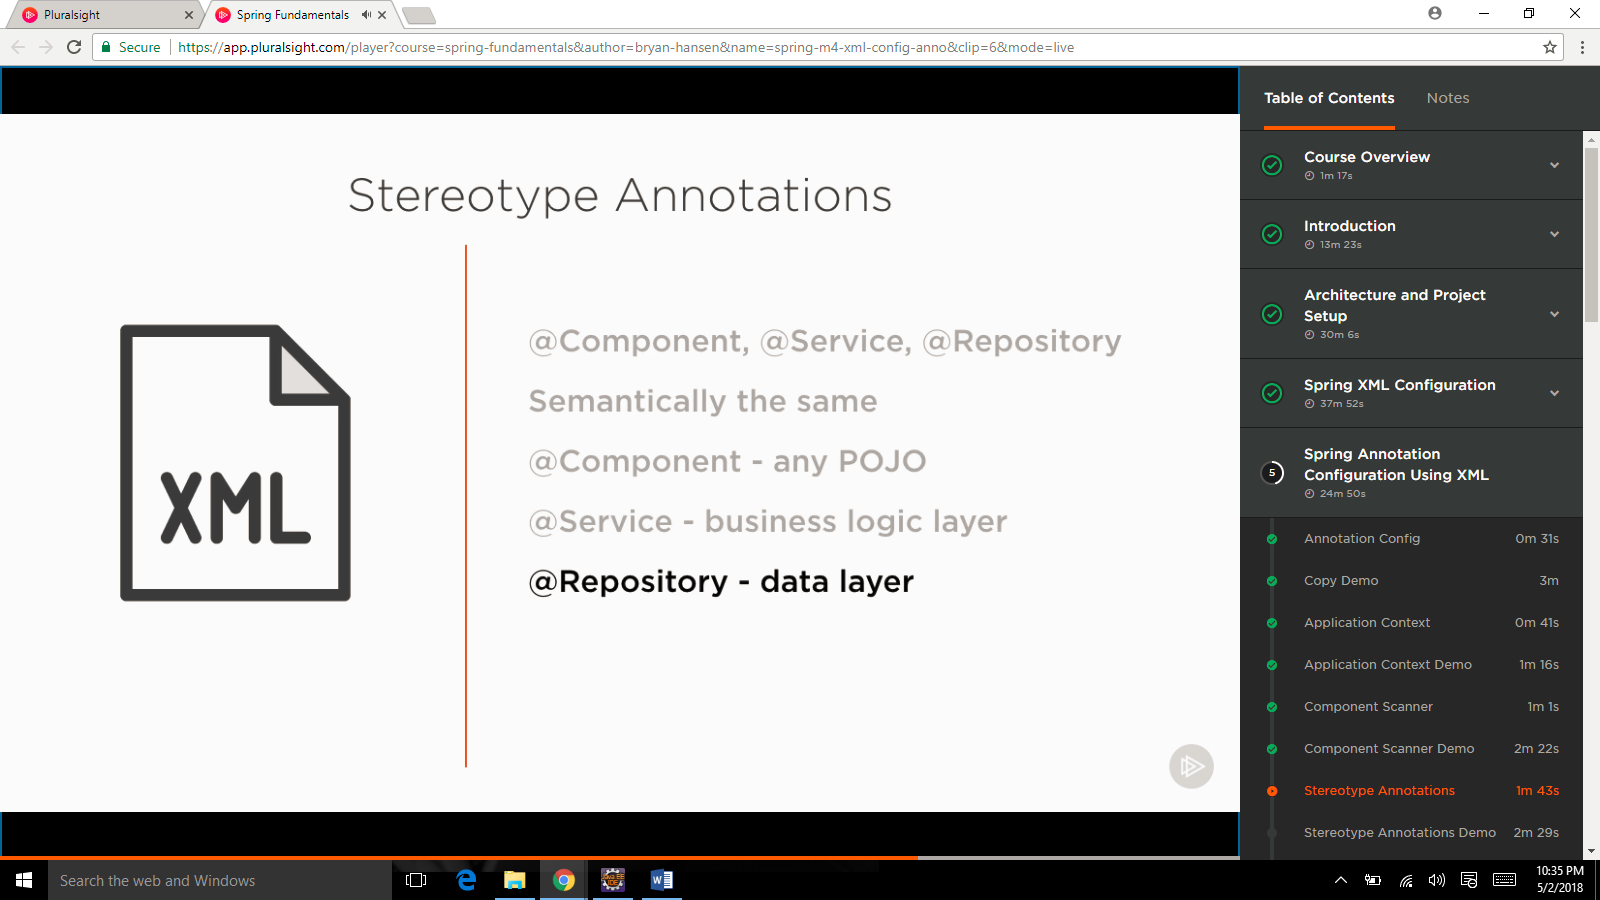 Pluralsight
Spring Fundamentals
Secure
https://app.pluralsight.com/player?course=spring-fundamentals&author=bryan-hansen&name=spring-m4-xml-config-anno&clip=6&mode=live
Stereotype Annotations
XML
@Component, @Service, @Repository
Semantically the same
@Component - any POJO
@Service - business logic layer
@Repository - data layer
Table of Contents
Notes
Course Overview
1m 17s
Introduction
13m 23s
Architecture and Project
Setup
30m 6s
Spring XML Configuration
37m 52s
5
Spring Annotation
Configuration Using XML
24m 50s
Annotation Config 0m 31s
Copy Demo 3m
Application Context 0m 41s
Application Context Demo 1m 16s
Component Scanner 1m 1s
Component Scanner Demo 2m 22s
Stereotype Annotations 1m 43s
Stereotype Annotations Demo 2m 29s
Search the web and Windows
10:35 PM
5/2/2018